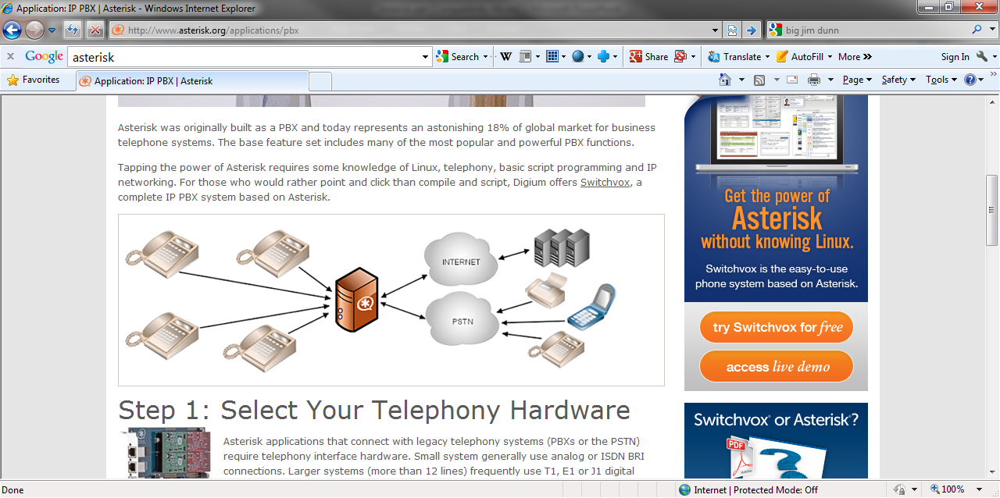 Application: IP PBX | Asterisk - Windows Internet Explorer
http://www.asterisk.org/applications/pbx
big jim dunn
x Google asterisk Search W Share Translate AutoFill More » Sign In
Favorites Application: IP PBX | Asterisk Page Safety Tools »
Asterisk was originally built as a PBX and today represents an astonishing 18% of global market for business
telephone systems. The base feature set includes many of the most popular and powerful PBX functions.
Tapping the power of Asterisk requires some knowledge of Linux, telephony, basic script programming and IP
networking. For those who would rather point and click than compile and script, Digium offers Switchvox, a
complete IP PBX system based on Asterisk.
INTERNET
PSTN
Step 1: Select Your Telephony Hardware
Asterisk applications that connect with legacy telephony systems (PBXs or the PSTN)
require telephony interface hardware. Small system generally use analog or ISDN BRI
connections. Larger systems (more than 12 lines) frequently use T1, E1 or J1 digital
Get the power of
Asterisk
without knowing Linux.
Switchvox is the easy-to-use
phone system based on Asterisk.
try Switchvox for free
access live demo
Switchvox® or Asterisk®?
PDF
Done
Internet | Protected Mode: Off
100%